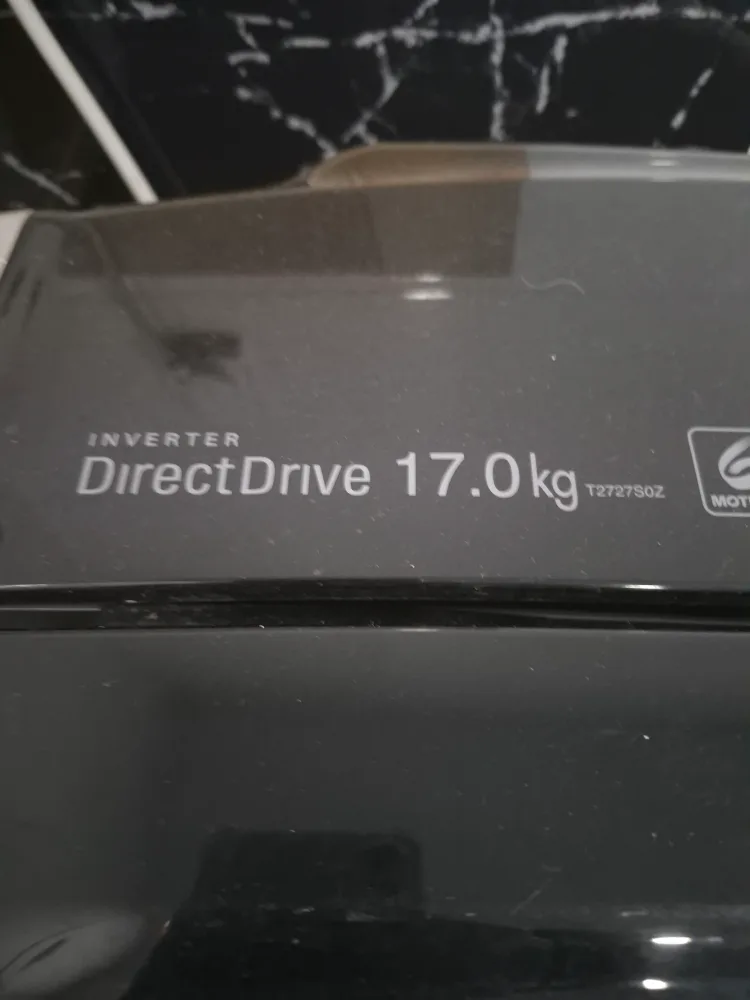 INVERTER
DirectDrive 17.0kg T2727S0Z